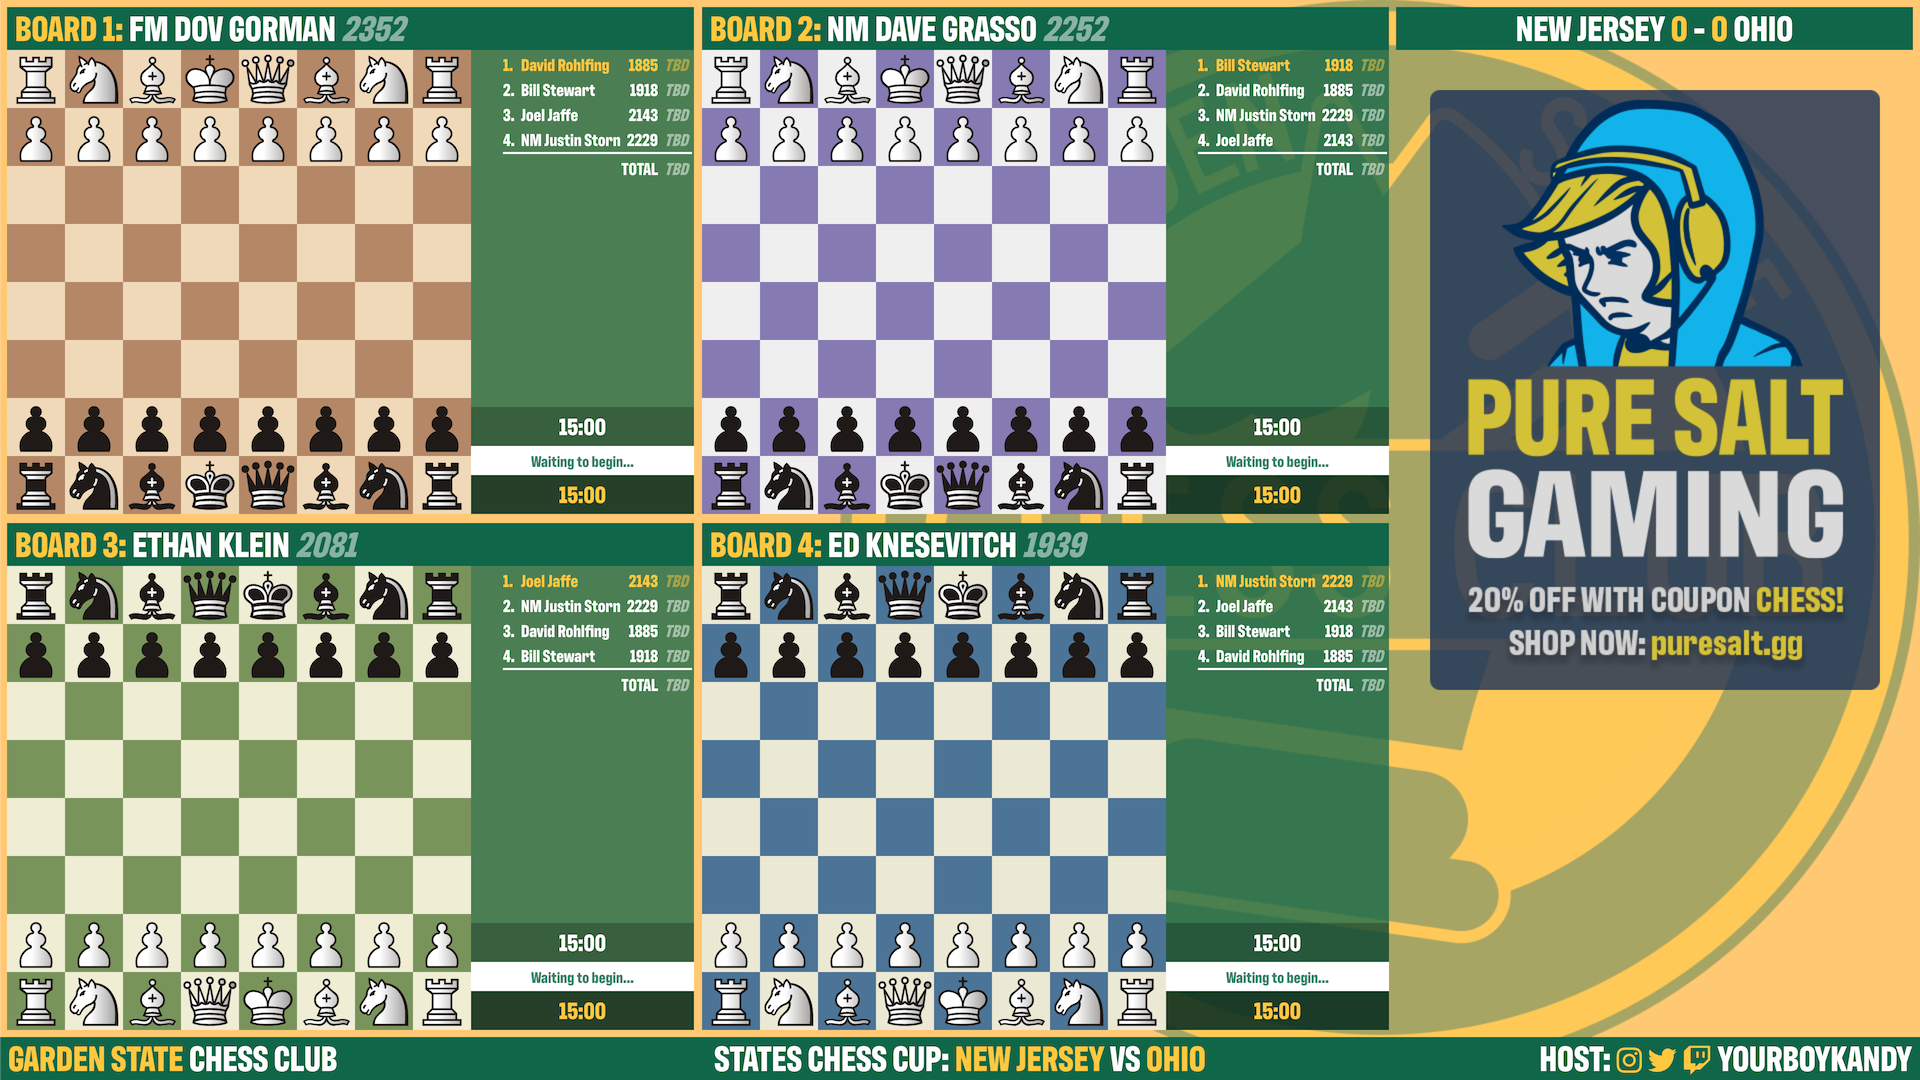 BOARD 1: FM DOV GORMAN 2352
1. David Rohlfing 1885 TBD
2. Bill Stewart 1918 TBD
3. Joel Jaffe 2143 TBD
4. NM Justin Storn 2229 TBD
TOTAL TBD
15:00
Waiting to begin...
15:00
BOARD 2: NM DAVE GRASSO 2252
1. Bill Stewart 1918 TBD
2. David Rohlfing 1885 TBD
3. NM Justin Storn 2229 TBD
4. Joel Jaffe 2143 TBD
TOTAL TBD
15:00
Waiting to begin...
15:00
NEW JERSEY 0 - 0 OHIO
PURE SALT
GAMING
20% OFF WITH COUPON CHESS!
SHOP NOW: puresalt.gg
BOARD 3: ETHAN KLEIN 2081
1. Joel Jaffe 2143 TBD
2. NM Justin Storn 2229 TBD
3. David Rohlfing 1885 TBD
4. Bill Stewart 1918 TBD
TOTAL TBD
15:00
Waiting to begin...
15:00
BOARD 4: ED KNESEVITCH 1939
1. NM Justin Storn 2229 TBD
2. Joel Jaffe 2143 TBD
3. Bill Stewart 1918 TBD
4. David Rohlfing 1885 TBD
TOTAL TBD
15:00
Waiting to begin...
15:00
GARDEN STATE CHESS CLUB
STATES CHESS CUP: NEW JERSEY VS OHIO
HOST: YOURBOYKANDY